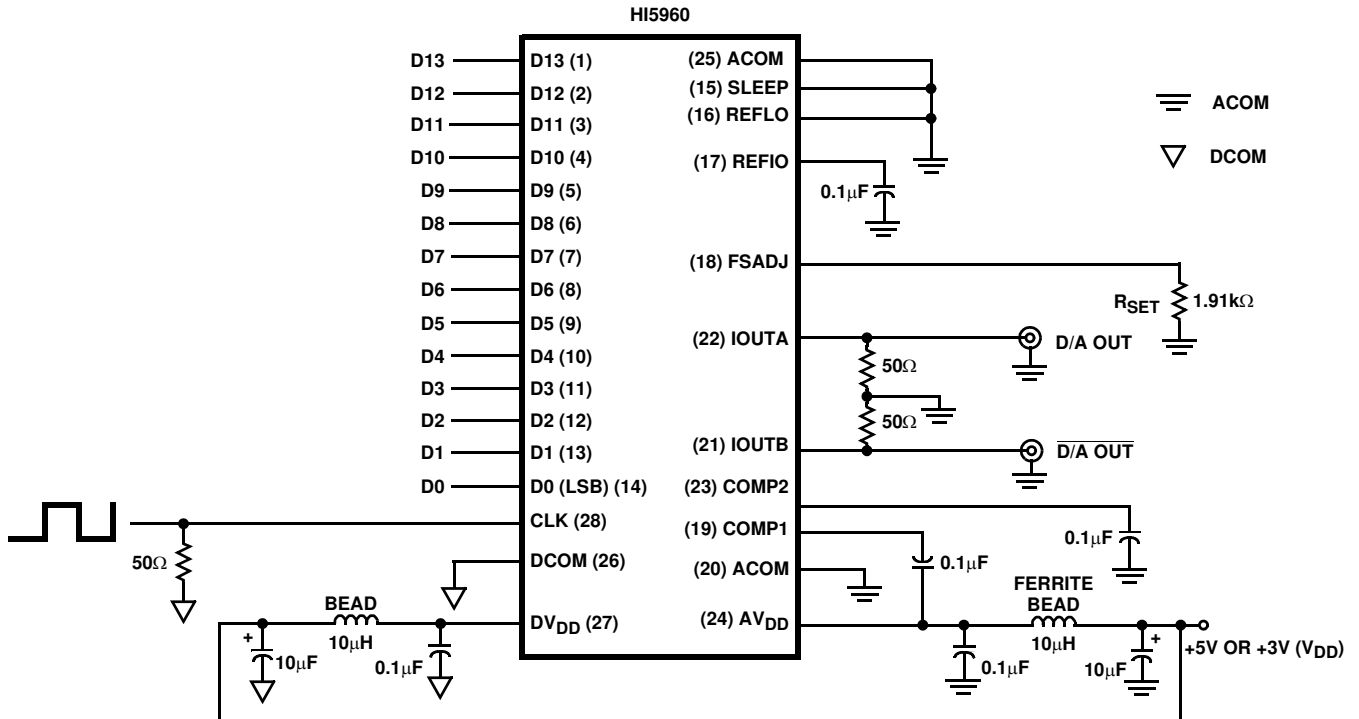 HI5960
D13
D13 (1)
D12
D12 (2)
D11
D11 (3)
D10
D10 (4)
D9
D9 (5)
D8
D8 (6)
D7
D7 (7)
D6
D6 (8)
D5
D5 (9)
D4
D4 (10)
D3
D3 (11)
D2
D2 (12)
D1
D1 (13)
D0
D0 (LSB) (14)
CLK (28)
50Ω
DCOM (26)
BEAD
DVDD (27)
+
10μF
10μH
0.1μF
(25) ACOM
(15) SLEEP
(16) REFLO
(17) REFIO
0.1μF
(18) FSADJ
RSET
1.91kΩ
(22) IOUTA
D/A OUT
50Ω
50Ω
(21) IOUTB
D/A OUT
(23) COMP2
0.1μF
(19) COMP1
0.1μF
(20) ACOM
FERRITE
BEAD
(24) AVDD
10μH
0.1μF
10μF
+
+5V OR +3V (VDD)
ACOM
DCOM